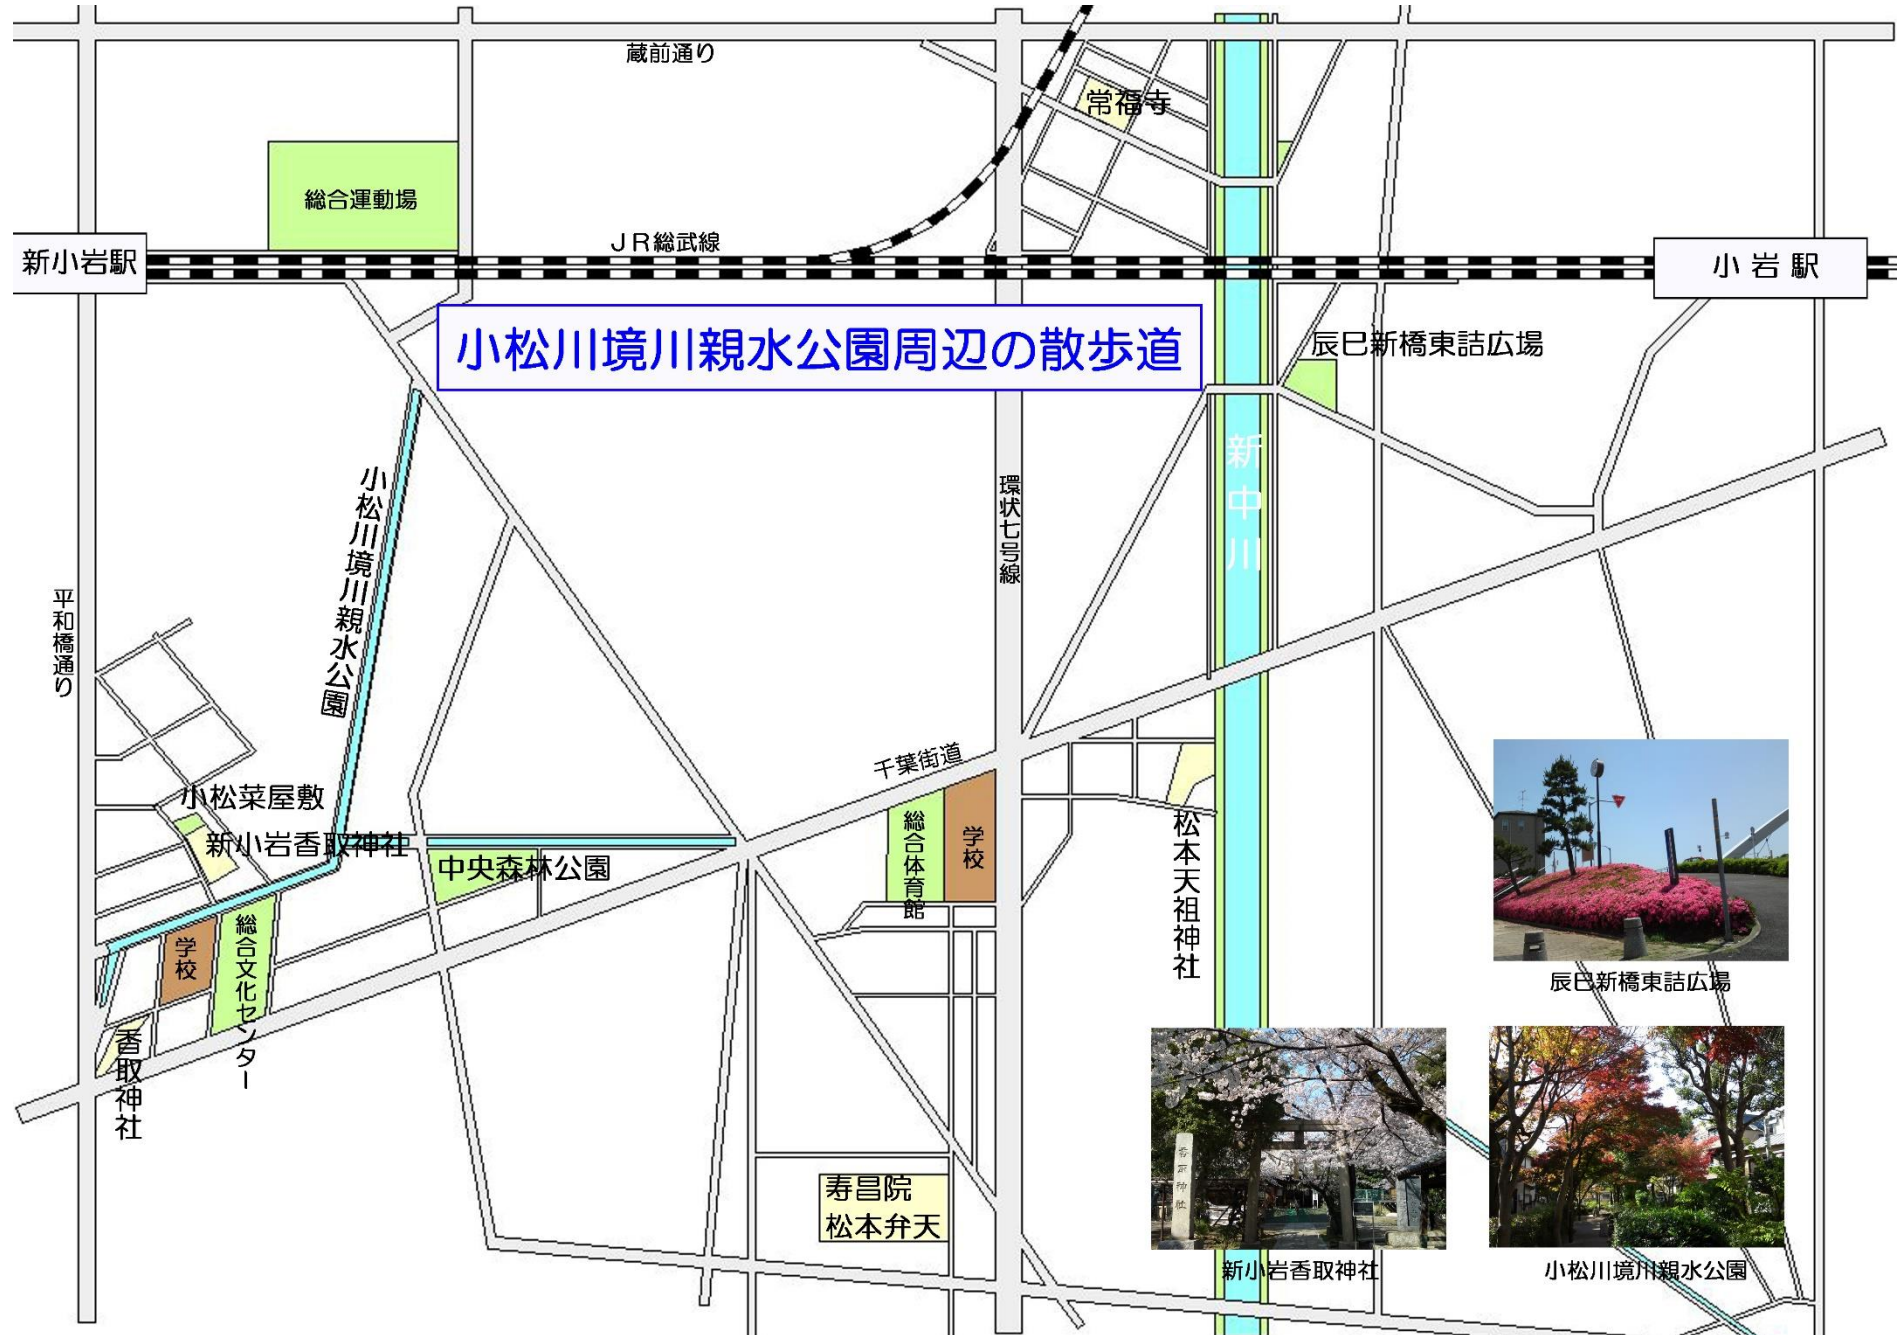 蔵前通り
常福寺
総合運動場
JR総武線
新小岩駅
小岩駅
小松川境川親水公園周辺の散歩道
辰巳新橋東詰広場
新中川
小松川境川親水公園
環状七号線
平和橋通り
千葉街道
小松菜屋敷
新小岩香取神社
中央森林公園
総合体育館
学校
松本天祖神社
学校
総合文化センター
香取神社
辰巳新橋東詰広場
寿昌院
松本弁天
香取神社
新小岩香取神社
小松川境川親水公園